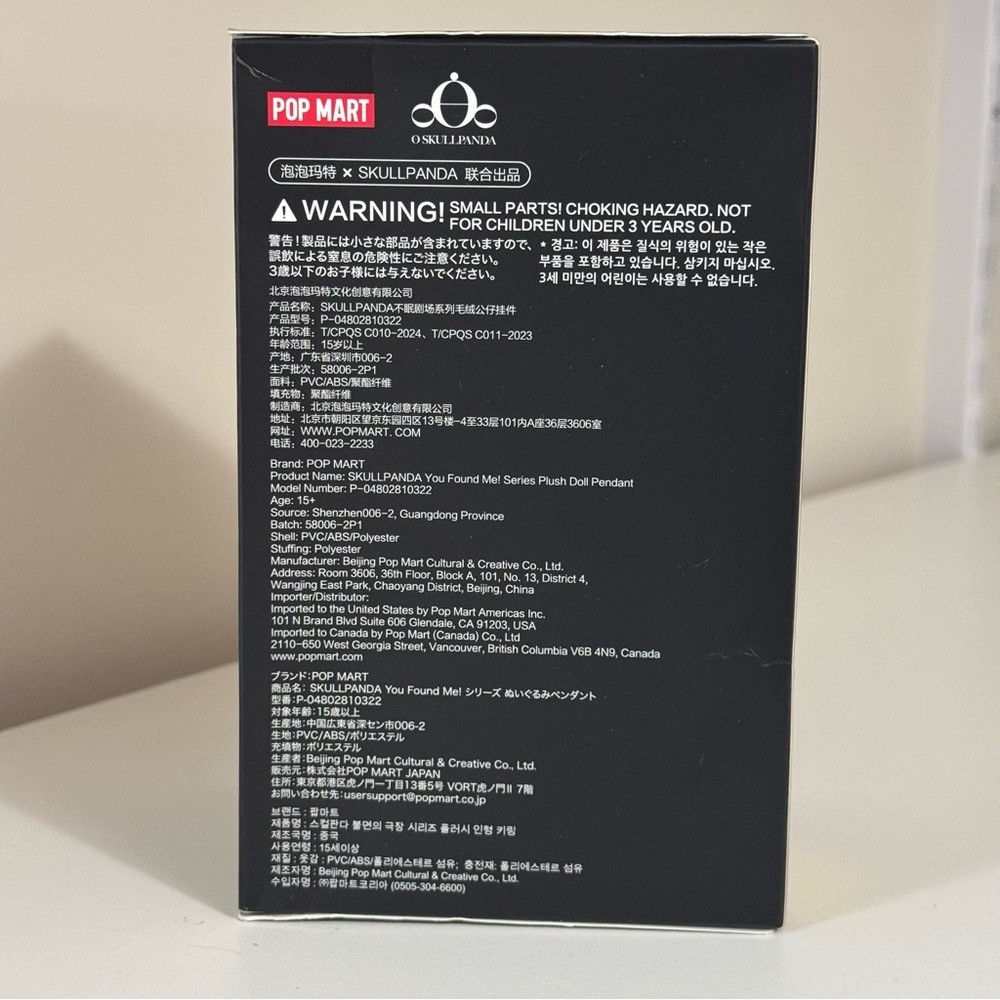 POP MART
O SKULLPANDA
泡泡玛特 × SKULLPANDA 联合出品
WARNING! SMALL PARTS! CHOKING HAZARD. NOT
FOR CHILDREN UNDER 3 YEARS OLD.
警告！製品には小さな部品が含まれていますので、
誤飲による窒息の危険性にご注意ください。
3歳以下のお子様には与えないでください。
* 경고: 이 제품은 질식의 위험이 있는 작은
부품을 포함하고 있습니다. 삼키지 마십시오.
3세 미만의 어린이는 사용할 수 없습니다.
北京泡泡玛特文化创意有限公司
产品名称：SKULLPANDA不眠剧场系列毛绒公仔挂件
产品型号：P-04802810322
执行标准：T/CPQS C010-2024、T/CPQS C011-2023
年龄范围：15岁以上
产地：广东省深圳市006-2
生产批次：58006-2P1
面料：PVC/ABS/聚酯纤维
填充物：聚酯纤维
制造商：北京泡泡玛特文化创意有限公司
地址：北京市朝阳区望京东园四区13号楼-4至33层101内A座36层3606室
网址：WWW.POPMART. COM
电话：400-023-2233
Brand: POP MART
Product Name: SKULLPANDA You Found Me! Series Plush Doll Pendant
Model Number: P-04802810322
Age: 15+
Source: Shenzhen006-2, Guangdong Province
Batch: 58006-2P1
Shell: PVC/ABS/Polyester
Stuffing: Polyester
Manufacturer: Beijing Pop Mart Cultural & Creative Co., Ltd.
Address: Room 3606, 36th Floor, Block A, 101, No. 13, District 4,
Wangjing East Park, Chaoyang District, Beijing, China
Importer/Distributor:
Imported to the United States by Pop Mart Americas Inc.
101 N Brand Blvd Suite 606 Glendale, CA 91203, USA
Imported to Canada by Pop Mart (Canada) Co., Ltd
2110-650 West Georgia Street, Vancouver, British Columbia V6B 4N9, Canada
www.popmart.com
ブランド:POP MART
商品名: SKULLPANDA You Found Me! シリーズ ぬいぐるみペンダント
型番:P-04802810322
対象年齢:15歳以上
生産地:中国広東省深セン市006-2
生地:PVC/ABS/ポリエステル
充填物:ポリエステル
生産者:Beijing Pop Mart Cultural & Creative Co., Ltd.
販売元:株式会社POP MART JAPAN
住所:東京都港区虎ノ門一丁目13番5号 VORT虎ノ門II 7階
お問い合わせ先:usersupport@popmart.co.jp
브랜드 : 팝마트
제품명 : 스컬판다 불면의 극장 시리즈 플러시 인형 키링
제조국명 : 중국
사용연령 : 15세이상
재질 : 옷감 : PVC/ABS/폴리에스테르 섬유; 충전재: 폴리에스테르 섬유
제조자명 : Beijing Pop Mart Cultural & Creative Co., Ltd.
수입자명 : ㈜팝마트코리아 (0505-304-6600)